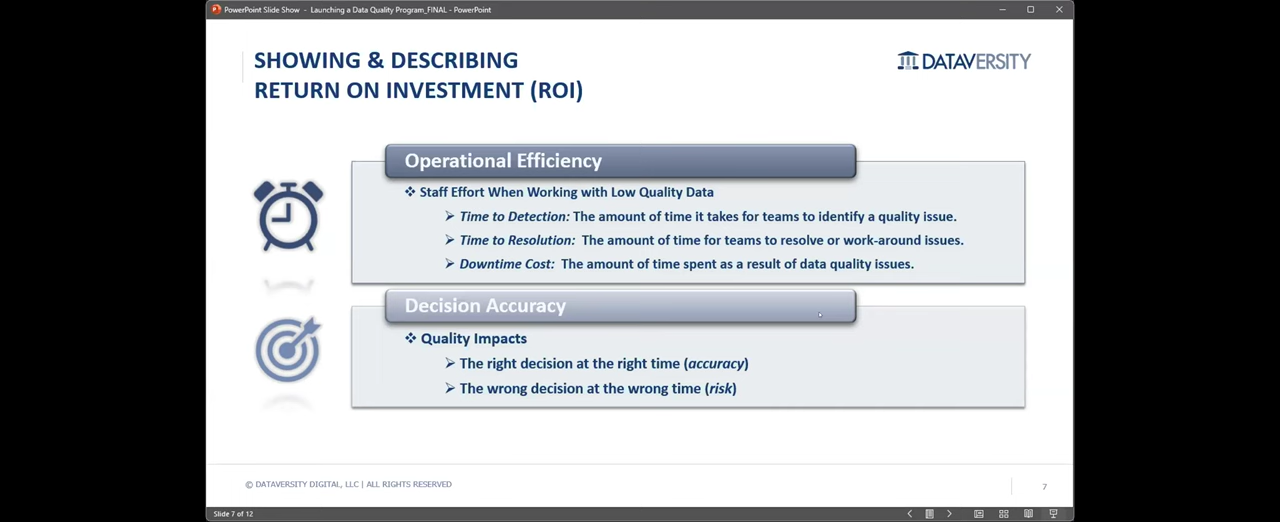 PowerPoint Slide Show - Launching a Data Quality Program_FINAL - PowerPoint
SHOWING & DESCRIBING
RETURN ON INVESTMENT (ROI)
DATAVERSITY
Operational Efficiency
❖ Staff Effort When Working with Low Quality Data
➢ Time to Detection: The amount of time it takes for teams to identify a quality issue.
➢ Time to Resolution: The amount of time for teams to resolve or work-around issues.
➢ Downtime Cost: The amount of time spent as a result of data quality issues.
Decision Accuracy
❖ Quality Impacts
➢ The right decision at the right time (accuracy)
➢ The wrong decision at the wrong time (risk)
© DATAVERSITY DIGITAL, LLC | ALL RIGHTS RESERVED
7
Slide 7 of 12